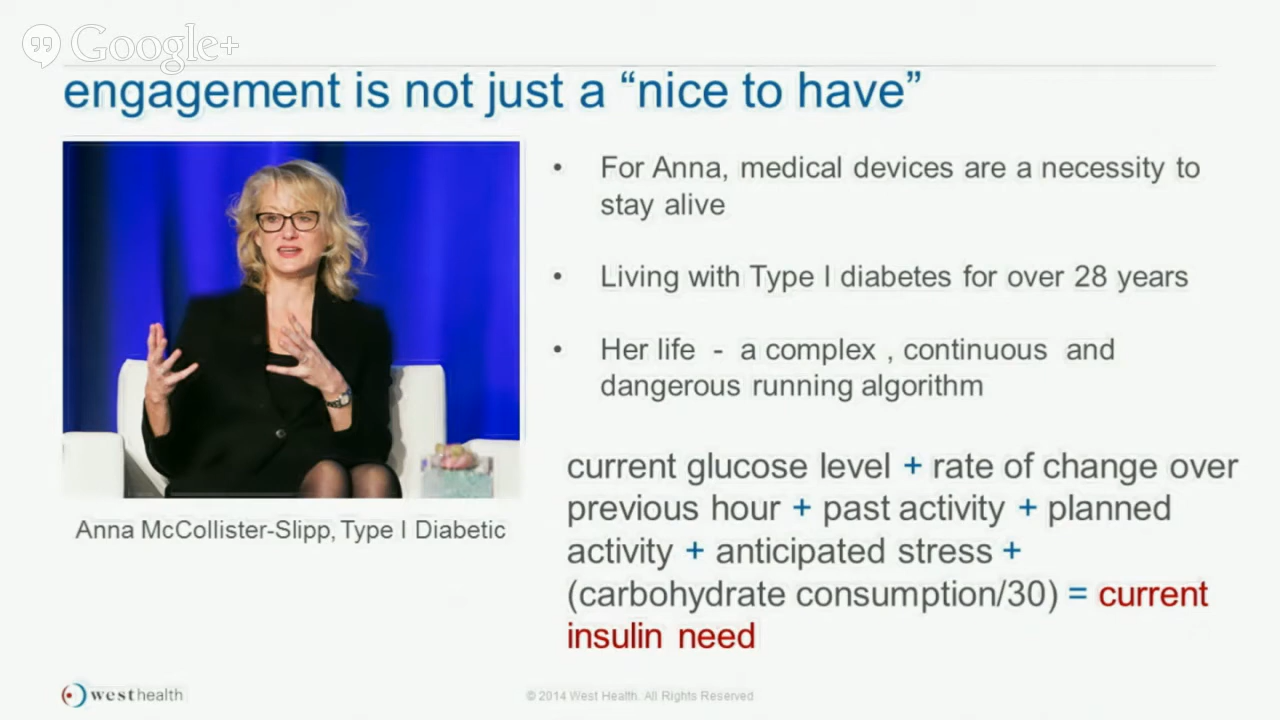 Google+
engagement is not just a “nice to have”
• For Anna, medical devices are a necessity to
stay alive
• Living with Type I diabetes for over 28 years
• Her life - a complex , continuous and
dangerous running algorithm
current glucose level + rate of change over
previous hour + past activity + planned
activity + anticipated stress +
(carbohydrate consumption/30) = current
insulin need
Anna McCollister-Slipp, Type I Diabetic
westhealth
© 2014 West Health. All Rights Reserved